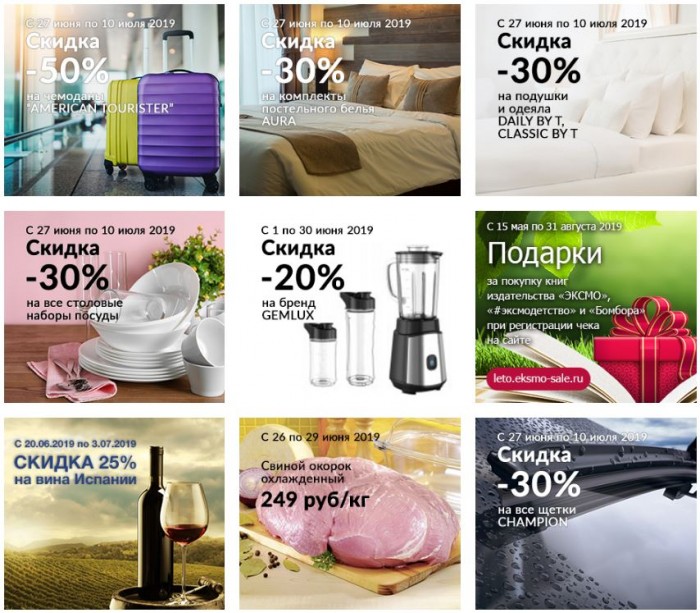 С 27 июня по 10 июля 2019
Скидка
-50%
на чемоданы
"AMERICAN TOURISTER"
С 27 июня по 10 июля 2019
Скидка
-30%
на комплекты
постельного белья
AURA
С 27 июня по 10 июля 2019
Скидка
-30%
на подушки
и одеяла
DAILY BY T,
CLASSIC BY T
С 27 июня по 10 июля 2019
Скидка
-30%
на все столовые
наборы посуды
С 1 по 30 июня 2019
Скидка
-20%
на бренд
GEMLUX
С 15 мая по 31 августа 2019
Подарки
за покупку книг
издательства «ЭКСМО»,
«#эксмодетство» и «Бомбора»
при регистрации чека
на сайте
leto.eksmo-sale.ru
С 20.06.2019 по 3.07.2019
СКИДКА 25%
на вина Испании
С 26 по 29 июня 2019
Свиной окорок
охлажденный
249 руб/кг
С 27 июня по 10 июля 2019
Скидка
-30%
на все щетки
CHAMPION